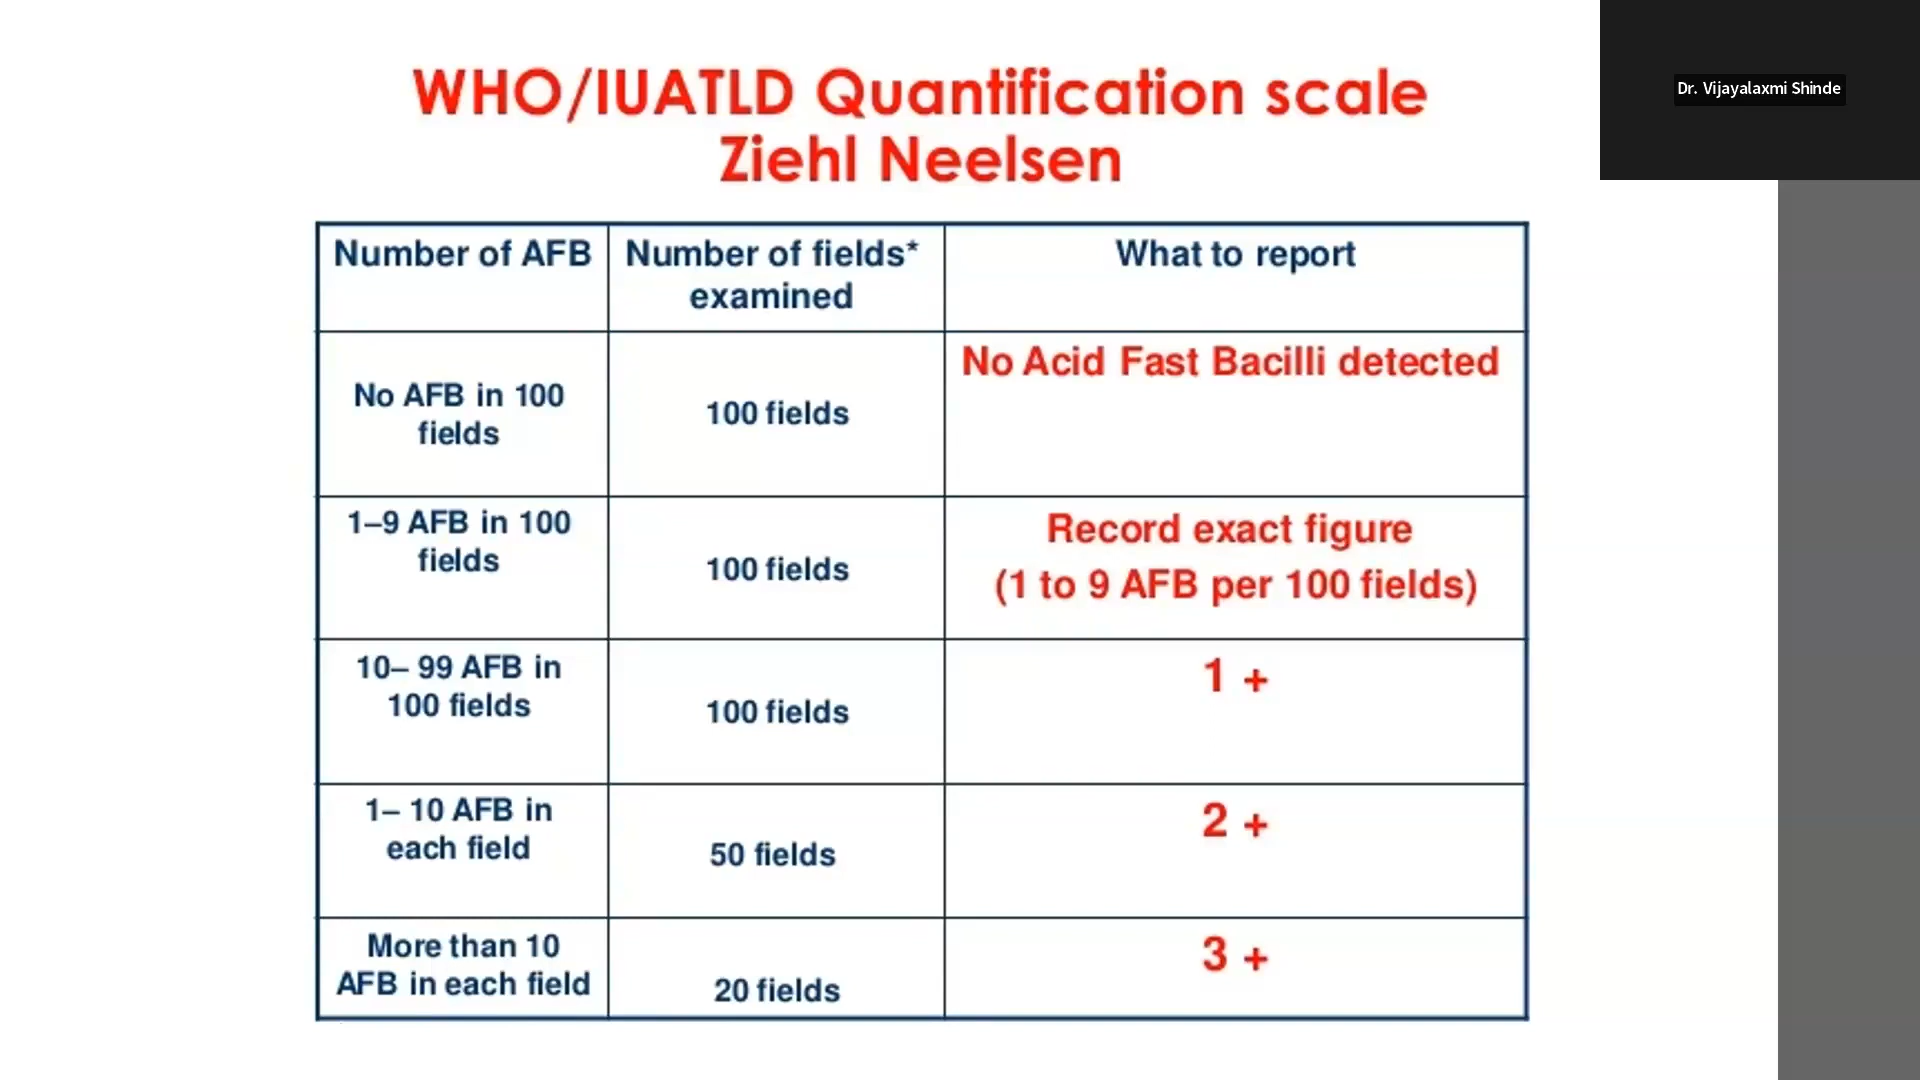 WHO/IUATLD Quantification scale
Ziehl Neelsen
Dr. Vijayalaxmi Shinde
Number of AFB
Number of fields*
examined
What to report
No AFB in 100
fields
100 fields
No Acid Fast Bacilli detected
1–9 AFB in 100
fields
100 fields
Record exact figure
(1 to 9 AFB per 100 fields)
10– 99 AFB in
100 fields
100 fields
1 +
1– 10 AFB in
each field
50 fields
2 +
More than 10
AFB in each field
20 fields
3 +